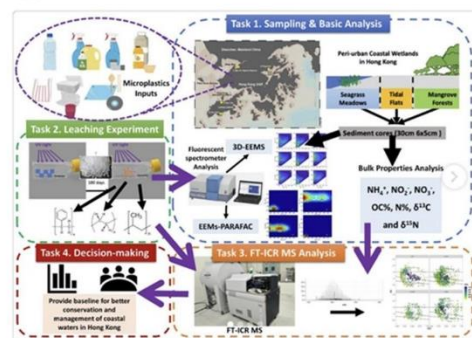 Task 1. Sampling & Basic Analysis
Microplastics
Inputs
Peri-urban Coastal Wetlands
in Hong Kong
Seagrass
Meadows
Tidal
Flats
Mangrove
Forests
Sediment cores (30cm 6x5cm)
Task 2. Leaching Experiment
180 days
Fluorescent
spectrometer
Analysis
3D-EEMS
EEMs-PARAFAC
Bulk Properties Analysis
NH₄⁺, NO₂⁻, NO₃⁻,
OC%, N%, δ¹³C
and δ¹⁵N
Task 4. Decision-making
Provide baseline for better
conservation and
management of coastal
waters in Hong Kong
Task 3. FT-ICR MS Analysis
FT-ICR MS